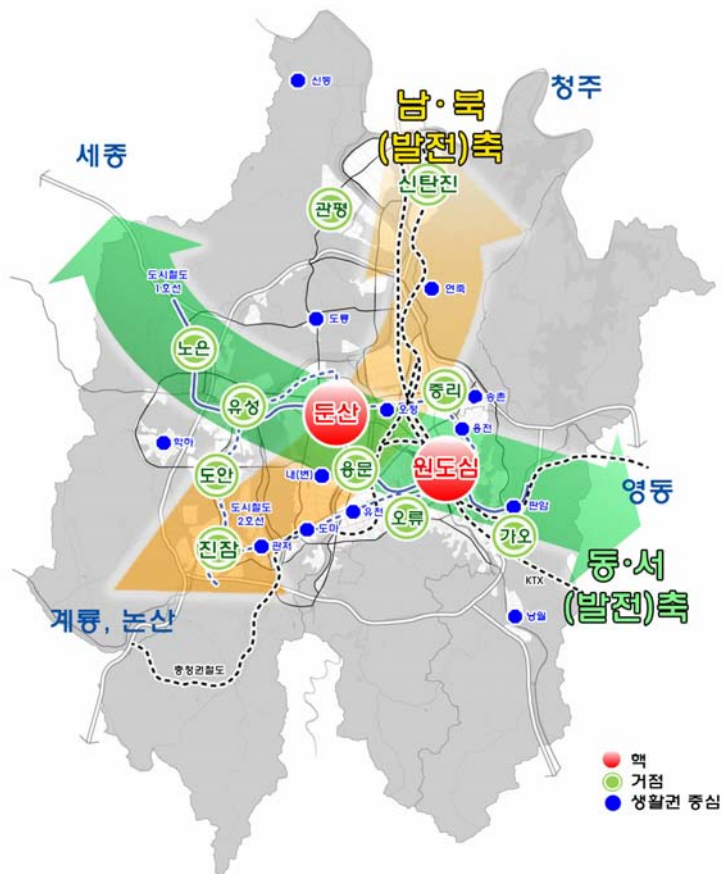 신동
청주
남·북
(발전)축
세종
신탄진
관평
도시철도
1호선
연축
도룡
노은
중리
송촌
유성
둔산
오정
용전
학하
용문
원도심
도안
내(변)
영동
도시철도
2호선
유천
판암
오류
도마
가오
진잠
관저
동·서
(발전)축
KTX
계룡, 논산
낭월
충청권철도
핵
거점
생활권 중심